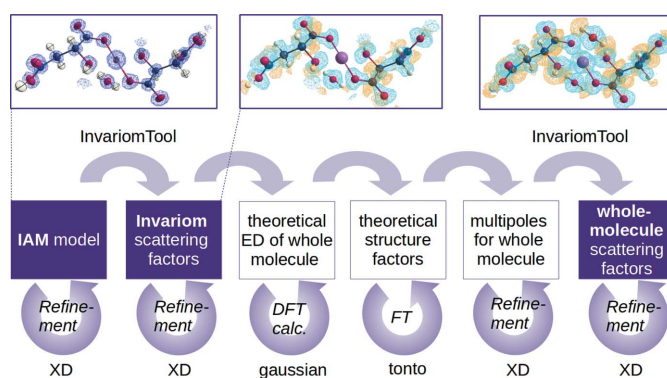 InvariomTool
InvariomTool
IAM model
Invariom
scattering
factors
theoretical
ED of whole
molecule
theoretical
structure
factors
multipoles
for whole
molecule
whole-
molecule
scattering
factors
Refine-
ment
Refine-
ment
DFT
calc.
FT
Refine-
ment
Refine-
ment
XD
XD
gaussian
tonto
XD
XD